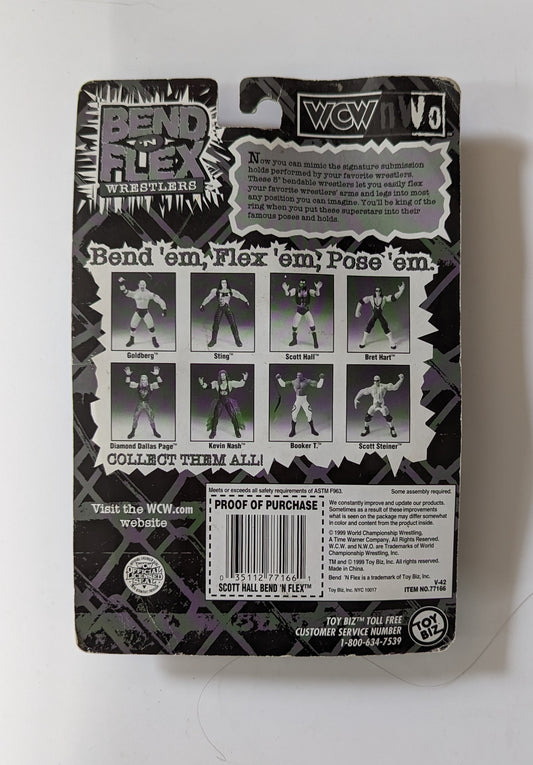 BEND
'N
FLEX
WRESTLERS
WCW nWo
Now you can mimic the signature submission
holds performed by your favorite wrestlers.
These 5" bendable wrestlers let you easily flex
your favorite wrestlers' arms and legs into most
any position you can imagine. You'll be king of the
ring when you put these superstars into their
famous poses and holds.
Bend 'em, Flex 'em, Pose 'em.
Goldberg™ Sting™ Scott Hall™ Bret Hart™
Diamond Dallas Page™ Kevin Nash™ Booker T.™ Scott Steiner™
COLLECT THEM ALL!
Visit the WCW.com
website
Meets or exceeds all safety requirements of ASTM F963. Some assembly required.
PROOF OF PURCHASE
0 35112 77166 1
SCOTT HALL BEND 'N FLEX™
We constantly improve and update our products.
Sometimes as a result of these improvements
what is seen on the package may differ somewhat
in color and content from the product inside.
© 1999 World Championship Wrestling,
A Time Warner Company, All Rights Reserved.
W.C.W. and N.W.O. are Trademarks of World
Championship Wrestling, Inc.
TM and © 1999 Toy Biz, Inc. All Rights Reserved.
Made in China.
Bend 'N Flex is a trademark of Toy Biz, Inc.
V-42
Toy Biz, Inc. NYC 10017 ITEM NO.77166
WCW
OFFICIAL
LICENSED
SEAL
TOY BIZ™ TOLL FREE
CUSTOMER SERVICE NUMBER
1-800-634-7539
TOY
BIZ